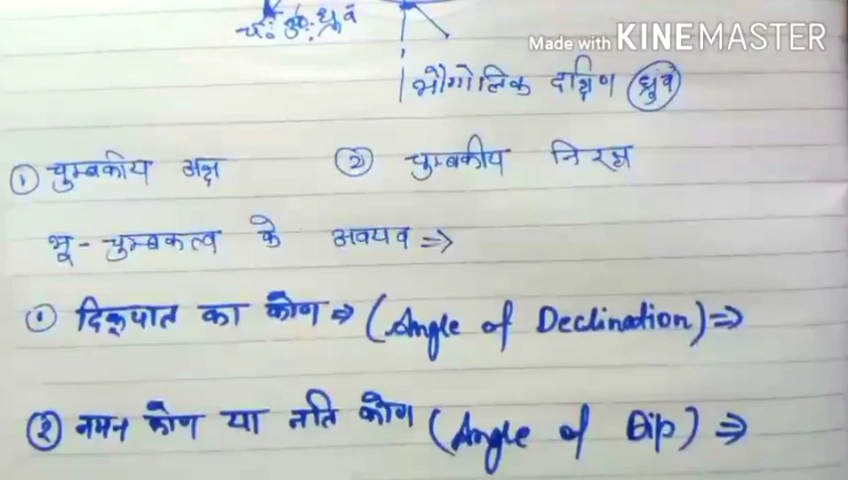 च. उ. ध्रुव
Made with KINEMASTER
भौगोलिक दक्षिण ध्रुव
① चुम्बकीय अक्ष ② चुम्बकीय निरक्ष
भू-चुम्बकत्व के अवयव ⇒
① दिक्पात का कोण ⇒ (Angle of Declination) ⇒
② नमन कोण या नति कोण (Angle of Dip) ⇒